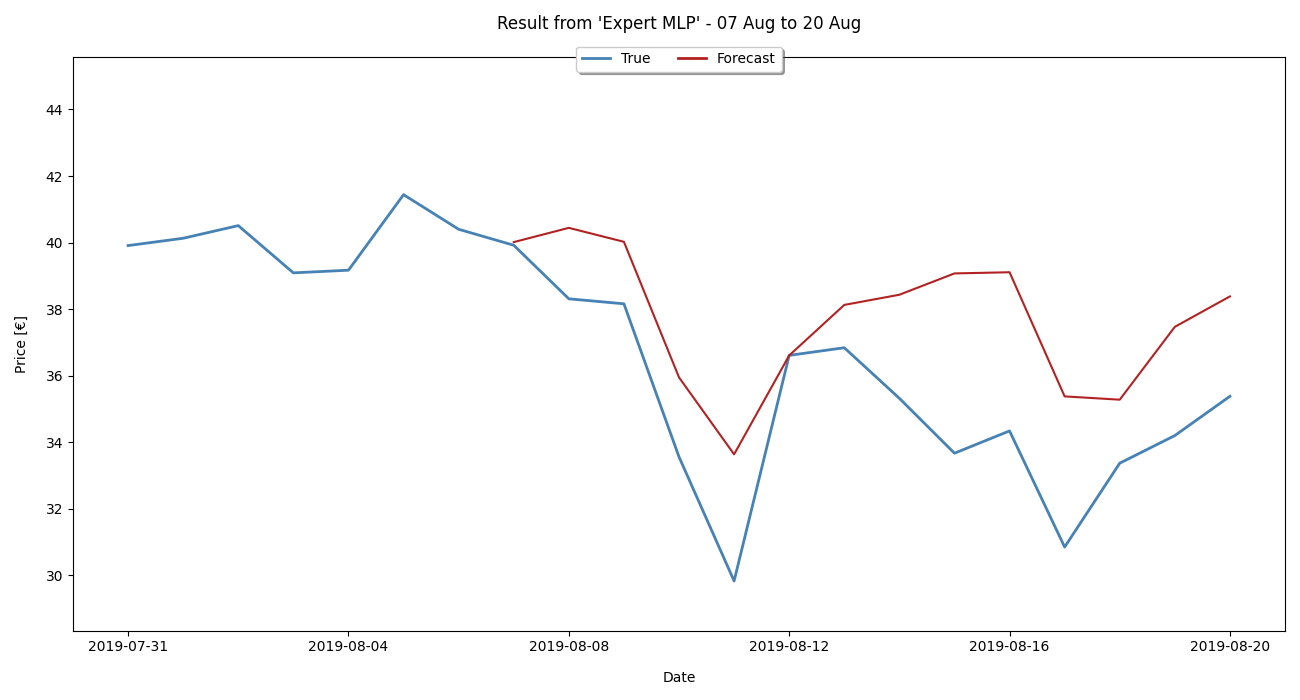 Result from 'Expert MLP' - 07 Aug to 20 Aug
True Forecast
44
42
40
38
36
34
32
30
Price [€]
2019-07-31 2019-08-04 2019-08-08 2019-08-12 2019-08-16 2019-08-20
Date